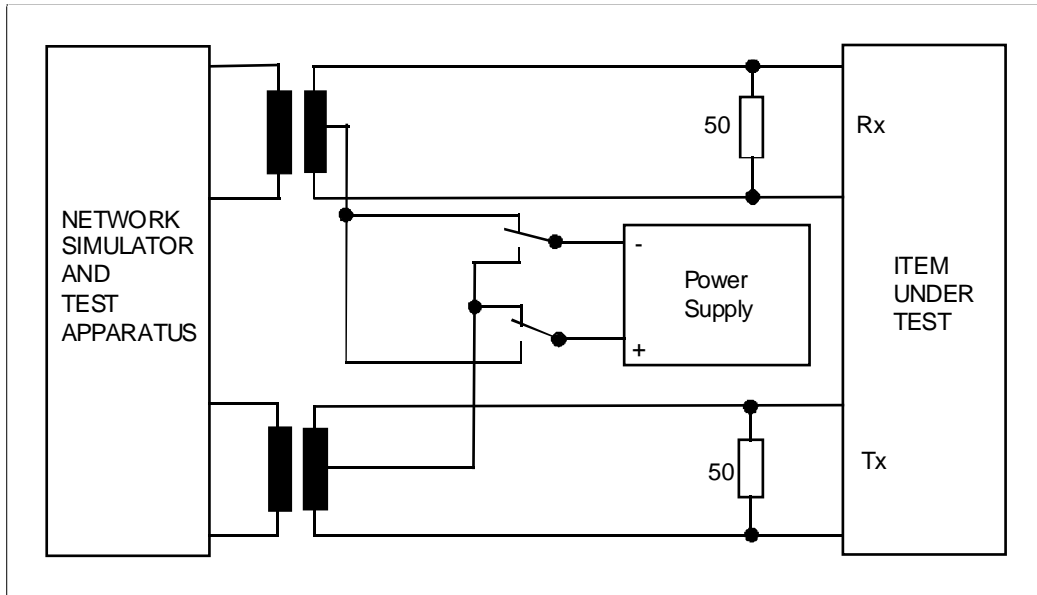 NETWORK
SIMULATOR
AND
TEST
APPARATUS
50
Rx
-
Power
Supply
+
ITEM
UNDER
TEST
50
Tx